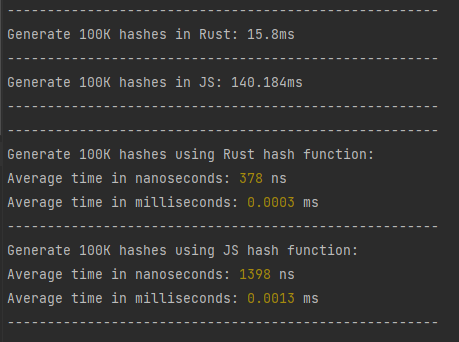 ------------------------------------------------------
Generate 100K hashes in Rust: 15.8ms
------------------------------------------------------
Generate 100K hashes in JS: 140.184ms
------------------------------------------------------
------------------------------------------------------
Generate 100K hashes using Rust hash function:
Average time in nanoseconds: 378 ns
Average time in milliseconds: 0.0003 ms
------------------------------------------------------
Generate 100K hashes using JS hash function:
Average time in nanoseconds: 1398 ns
Average time in milliseconds: 0.0013 ms
------------------------------------------------------